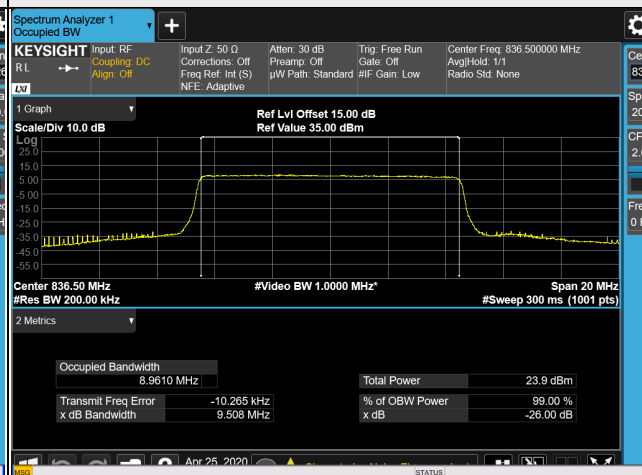 Spectrum Analyzer 1
Occupied BW
KEYSIGHT Input: RF Input Z: 50 Ω Atten: 30 dB Trig: Free Run Center Freq: 836.500000 MHz
RL Coupling: DC Corrections: Off Preamp: Off Gate: Off Avg|Hold: 1/1
Align: Off Freq Ref: Int (S) µW Path: Standard #IF Gain: Low Radio Std: None
LXI NFE: Adaptive
1 Graph
Ref Lvl Offset 15.00 dB
Scale/Div 10.0 dB Ref Value 35.00 dBm
Log
25.0
15.0
5.00
-5.00
-15.0
-25.0
-35.0
-45.0
-55.0
Center 836.50 MHz #Video BW 1.0000 MHz* Span 20 MHz
#Res BW 200.00 kHz #Sweep 300 ms (1001 pts)
2 Metrics
Occupied Bandwidth
8.9610 MHz Total Power 23.9 dBm
Transmit Freq Error -10.265 kHz % of OBW Power 99.00 %
x dB Bandwidth 9.508 MHz x dB -26.00 dB
Apr 25, 2020
MSG STATUS